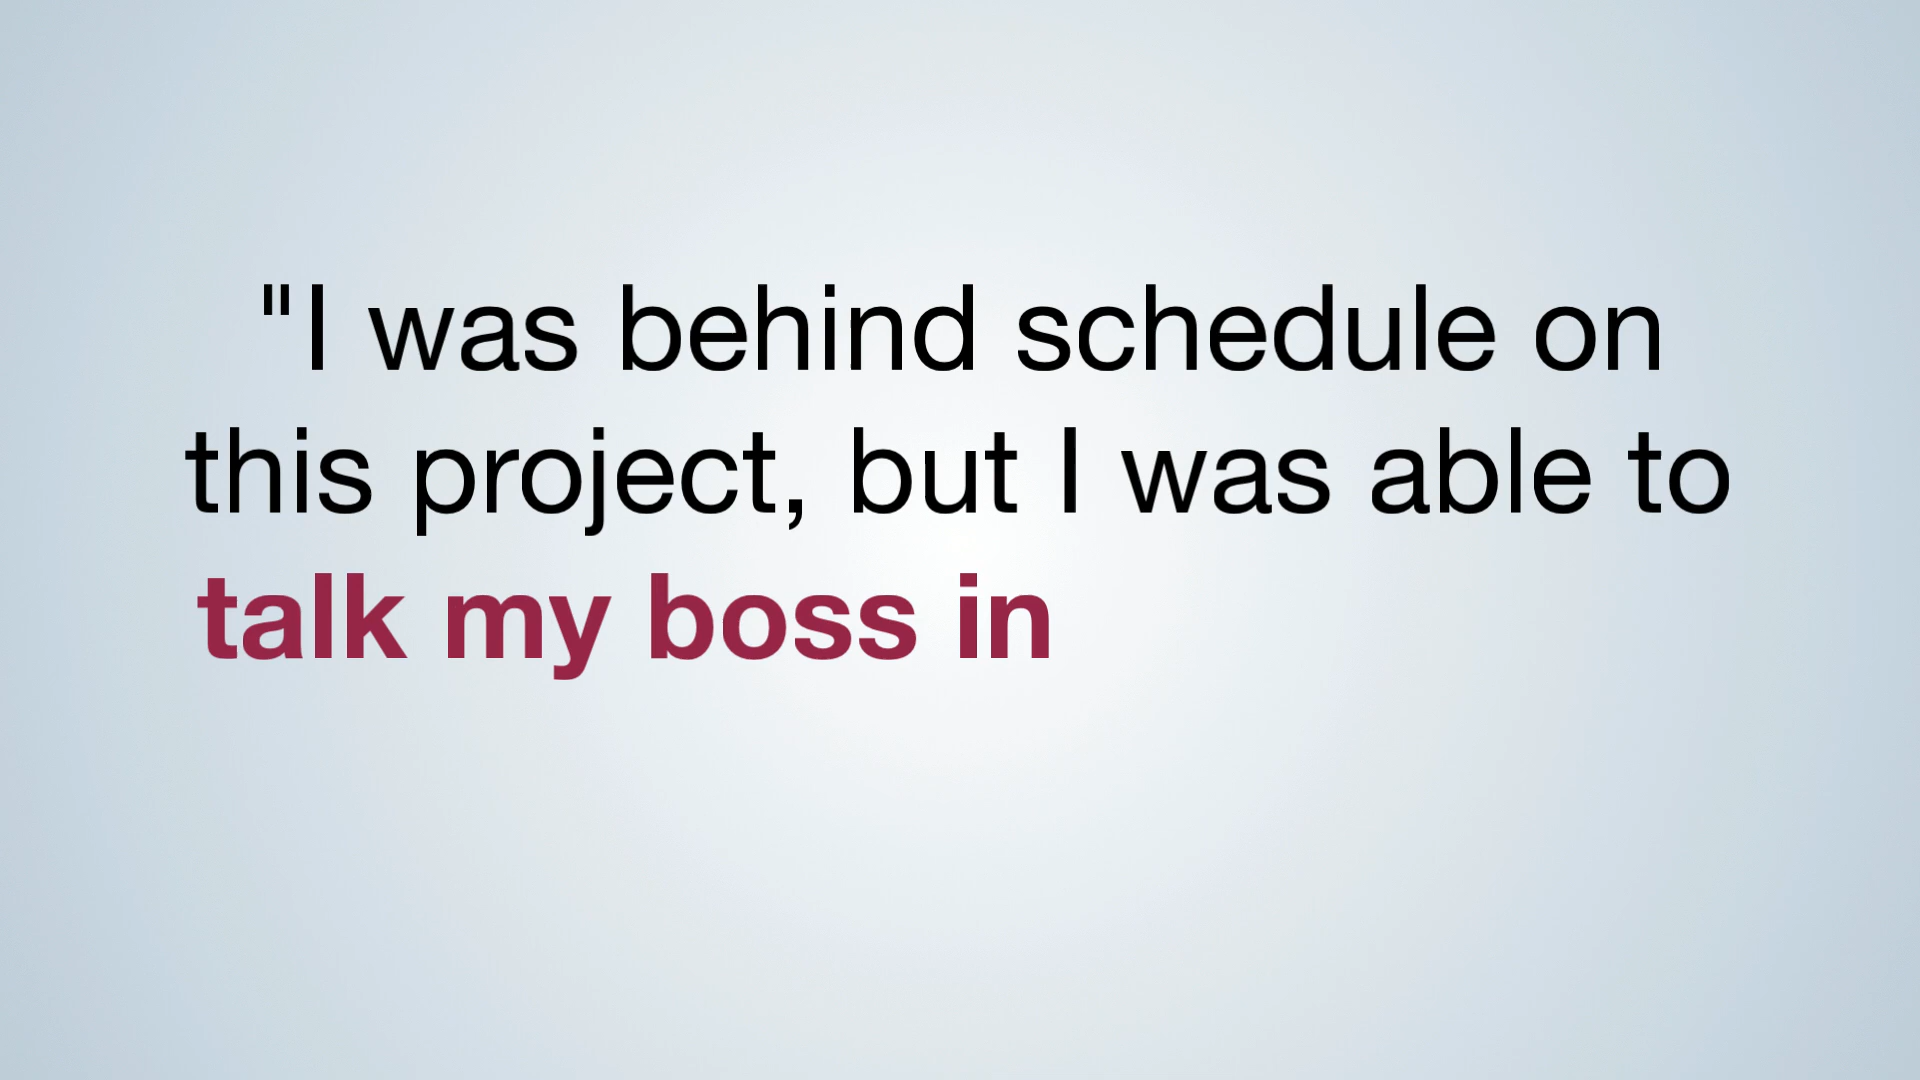 "I was behind schedule on
this project, but I was able to
talk my boss in